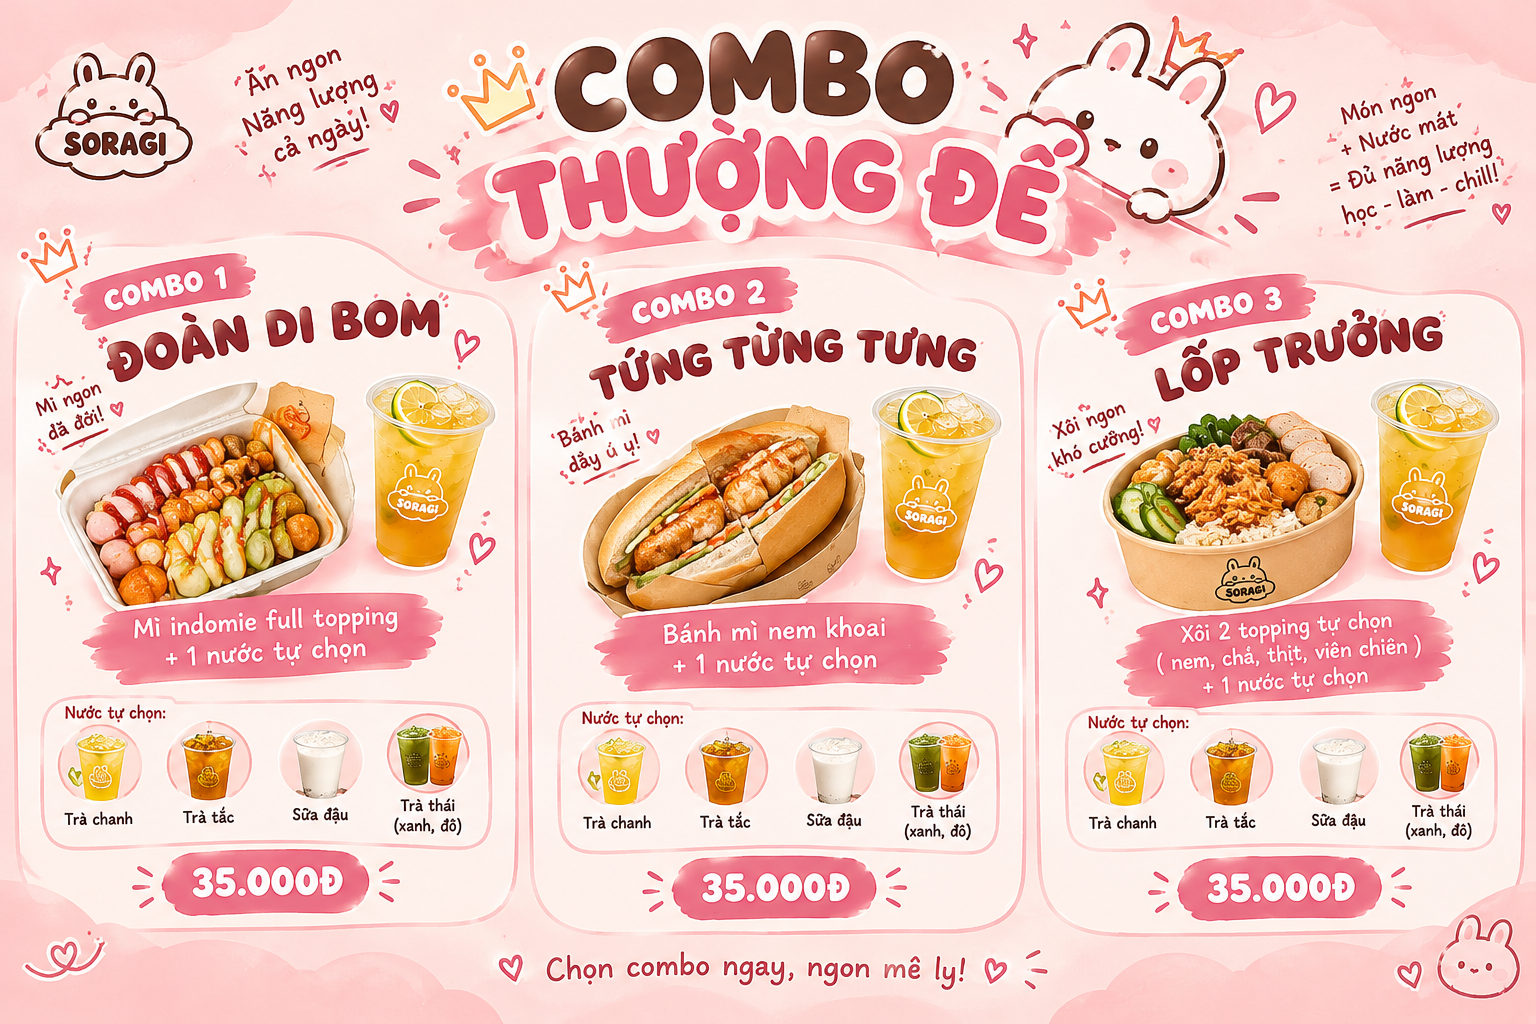 SORAGI
Ăn ngon
Năng lượng
cả ngày!
COMBO
THƯỢNG ĐẾ
Món ngon
+ Nước mát
= Đủ năng lượng
học - làm - chill!
COMBO 1
ĐOÀN DI BOM
Mì ngon
đã đời!
SORAGI
Mì indomie full topping
+ 1 nước tự chọn
Nước tự chọn:
Trà chanh
Trà tắc
Sữa đậu
Trà thái
(xanh, đỏ)
35.000Đ
COMBO 2
TỨNG TỪNG TƯNG
Bánh mì
đầy ú ụ!
SORAGI
Bánh mì nem khoai
+ 1 nước tự chọn
Nước tự chọn:
Trà chanh
Trà tắc
Sữa đậu
Trà thái
(xanh, đỏ)
35.000Đ
COMBO 3
LỐP TRƯỞNG
Xôi ngon
khó cưỡng!
SORAGI
SORAGI
Xôi 2 topping tự chọn
( nem, chả, thịt, viên chiên )
+ 1 nước tự chọn
Nước tự chọn:
Trà chanh
Trà tắc
Sữa đậu
Trà thái
(xanh, đỏ)
35.000Đ
Chọn combo ngay, ngon mê ly!